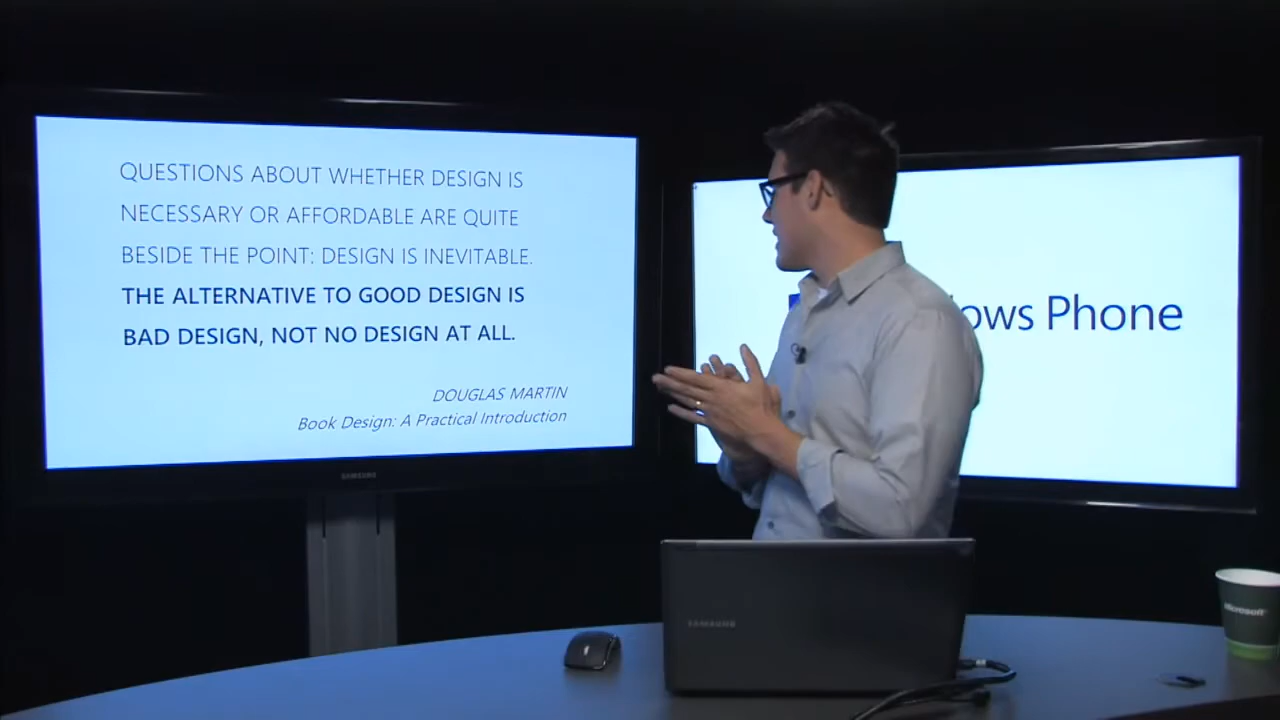 QUESTIONS ABOUT WHETHER DESIGN IS
NECESSARY OR AFFORDABLE ARE QUITE
BESIDE THE POINT: DESIGN IS INEVITABLE.
THE ALTERNATIVE TO GOOD DESIGN IS
BAD DESIGN, NOT NO DESIGN AT ALL.
DOUGLAS MARTIN
Book Design: A Practical Introduction
SAMSUNG
ows Phone
SAMSUNG
Microsoft